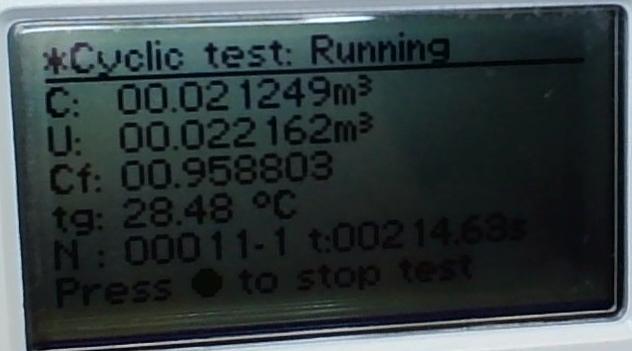 *Cyclic test: Running
C: 00.021249m³
U: 00.022162m³
Cf: 00.958803
tg: 28.48 °C
N : 00011-1 t:00214.63s
Press ● to stop test